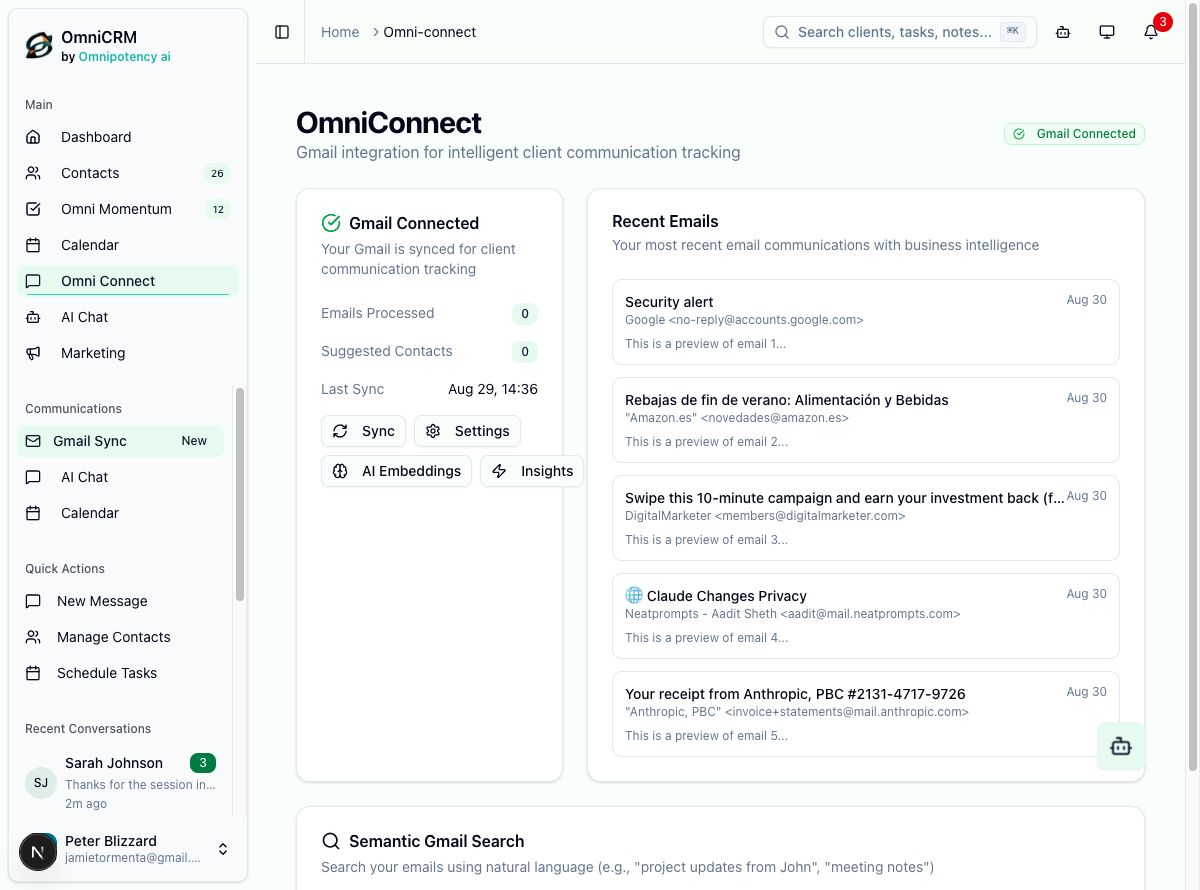 OmniCRM
by Omnipotency ai
Main
Dashboard
Contacts 26
Omni Momentum 12
Calendar
Omni Connect
AI Chat
Marketing
Communications
Gmail Sync New
AI Chat
Calendar
Quick Actions
New Message
Manage Contacts
Schedule Tasks
Recent Conversations
SJ
Sarah Johnson 3
Thanks for the session in...
2m ago
N
Peter Blizzard
jamietormenta@gmail....
Home > Omni-connect
Search clients, tasks, notes... ⌘K
3
OmniConnect
Gmail integration for intelligent client communication tracking
Gmail Connected
Gmail Connected
Your Gmail is synced for client
communication tracking
Emails Processed 0
Suggested Contacts 0
Last Sync Aug 29, 14:36
Sync Settings
AI Embeddings Insights
Recent Emails
Your most recent email communications with business intelligence
Security alert Aug 30
Google <no-reply@accounts.google.com>
This is a preview of email 1...
Rebajas de fin de verano: Alimentación y Bebidas Aug 30
"Amazon.es" <novedades@amazon.es>
This is a preview of email 2...
Swipe this 10-minute campaign and earn your investment back (f... Aug 30
DigitalMarketer <members@digitalmarketer.com>
This is a preview of email 3...
🌐 Claude Changes Privacy Aug 30
Neatprompts - Aadit Sheth <aadit@mail.neatprompts.com>
This is a preview of email 4...
Your receipt from Anthropic, PBC #2131-4717-9726 Aug 30
"Anthropic, PBC" <invoice+statements@mail.anthropic.com>
This is a preview of email 5...
Semantic Gmail Search
Search your emails using natural language (e.g., "project updates from John", "meeting notes")